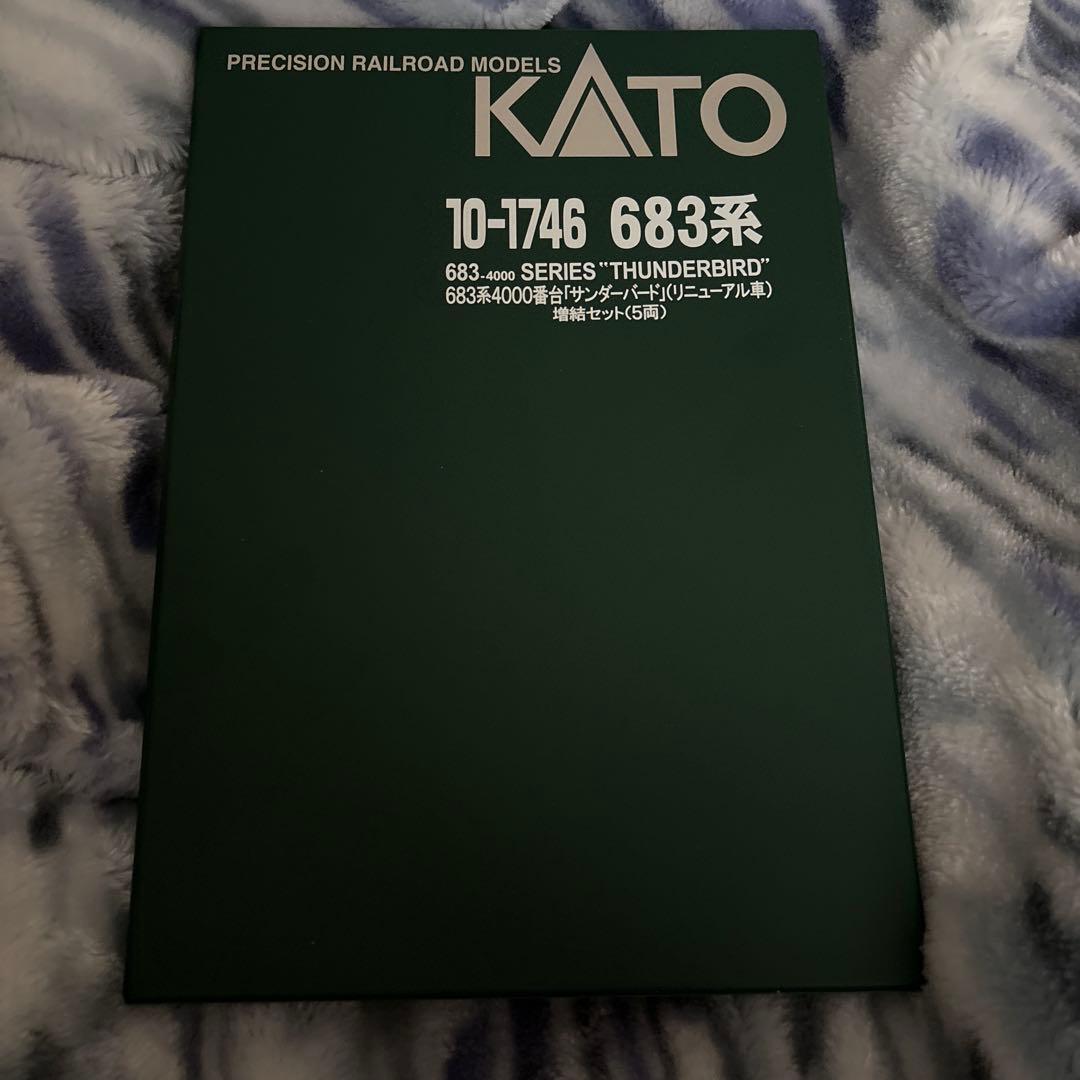 PRECISION RAILROAD MODELS
KATO
10-1746 683系
683-4000 SERIES "THUNDERBIRD"
683系4000番台「サンダーバード」(リニューアル車)
増結セット(5両)